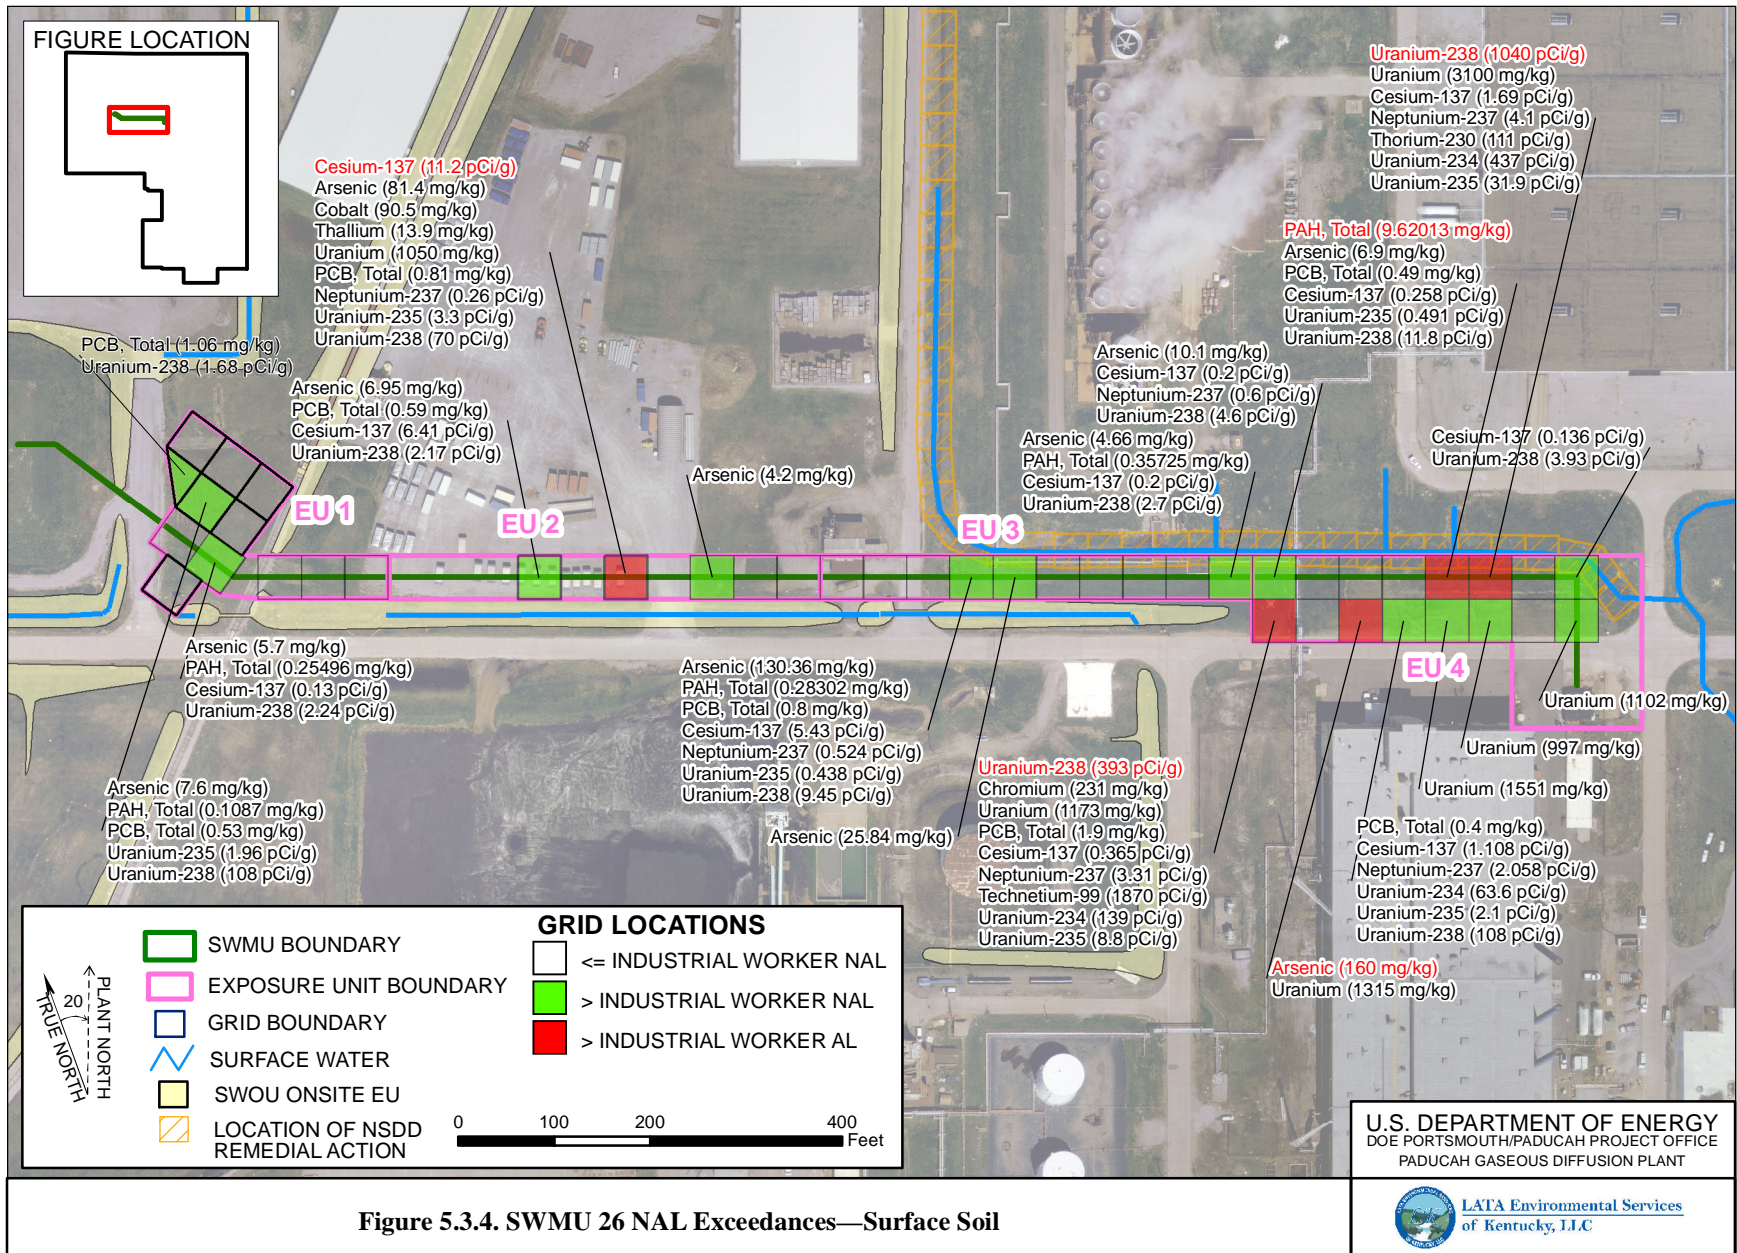 FIGURE LOCATION
Cesium-137 (11.2 pCi/g)
Arsenic (81.4 mg/kg)
Cobalt (90.5 mg/kg)
Thallium (13.9 mg/kg)
Uranium (1050 mg/kg)
PCB, Total (0.81 mg/kg)
Neptunium-237 (0.26 pCi/g)
Uranium-235 (3.3 pCi/g)
Uranium-238 (70 pCi/g)
Uranium-238 (1040 pCi/g)
Uranium (3100 mg/kg)
Cesium-137 (1.69 pCi/g)
Neptunium-237 (4.1 pCi/g)
Thorium-230 (111 pCi/g)
Uranium-234 (437 pCi/g)
Uranium-235 (31.9 pCi/g)
PAH, Total (9.62013 mg/kg)
Arsenic (6.9 mg/kg)
PCB, Total (0.49 mg/kg)
Cesium-137 (0.258 pCi/g)
Uranium-235 (0.491 pCi/g)
Uranium-238 (11.8 pCi/g)
PCB, Total (1.06 mg/kg)
Uranium-238 (1.68 pCi/g)
Arsenic (6.95 mg/kg)
PCB, Total (0.59 mg/kg)
Cesium-137 (6.41 pCi/g)
Uranium-238 (2.17 pCi/g)
Arsenic (10.1 mg/kg)
Cesium-137 (0.2 pCi/g)
Neptunium-237 (0.6 pCi/g)
Uranium-238 (4.6 pCi/g)
Arsenic (4.66 mg/kg)
PAH, Total (0.35725 mg/kg)
Cesium-137 (0.2 pCi/g)
Uranium-238 (2.7 pCi/g)
Cesium-137 (0.136 pCi/g)
Uranium-238 (3.93 pCi/g)
Arsenic (4.2 mg/kg)
EU 1
EU 2
EU 3
EU 4
Arsenic (5.7 mg/kg)
PAH, Total (0.25496 mg/kg)
Cesium-137 (0.13 pCi/g)
Uranium-238 (2.24 pCi/g)
Arsenic (7.6 mg/kg)
PAH, Total (0.1087 mg/kg)
PCB, Total (0.53 mg/kg)
Uranium-235 (1.96 pCi/g)
Uranium-238 (108 pCi/g)
Arsenic (130.36 mg/kg)
PAH, Total (0.28302 mg/kg)
PCB, Total (0.8 mg/kg)
Cesium-137 (5.43 pCi/g)
Neptunium-237 (0.524 pCi/g)
Uranium-235 (0.438 pCi/g)
Uranium-238 (9.45 pCi/g)
Arsenic (25.84 mg/kg)
Uranium-238 (393 pCi/g)
Chromium (231 mg/kg)
Uranium (1173 mg/kg)
PCB, Total (1.9 mg/kg)
Cesium-137 (0.365 pCi/g)
Neptunium-237 (3.31 pCi/g)
Technetium-99 (1870 pCi/g)
Uranium-234 (139 pCi/g)
Uranium-235 (8.8 pCi/g)
Uranium (1102 mg/kg)
Uranium (997 mg/kg)
Uranium (1551 mg/kg)
PCB, Total (0.4 mg/kg)
Cesium-137 (1.108 pCi/g)
Neptunium-237 (2.058 pCi/g)
Uranium-234 (63.6 pCi/g)
Uranium-235 (2.1 pCi/g)
Uranium-238 (108 pCi/g)
Arsenic (160 mg/kg)
Uranium (1315 mg/kg)
TRUE NORTH
20
PLANT NORTH
SWMU BOUNDARY
EXPOSURE UNIT BOUNDARY
GRID BOUNDARY
SURFACE WATER
SWOU ONSITE EU
LOCATION OF NSDD
REMEDIAL ACTION
GRID LOCATIONS
<= INDUSTRIAL WORKER NAL
> INDUSTRIAL WORKER NAL
> INDUSTRIAL WORKER AL
0 100 200 400
Feet
U.S. DEPARTMENT OF ENERGY
DOE PORTSMOUTH/PADUCAH PROJECT OFFICE
PADUCAH GASEOUS DIFFUSION PLANT
LATA Environmental Services
of Kentucky, LLC
Figure 5.3.4. SWMU 26 NAL Exceedances—Surface Soil